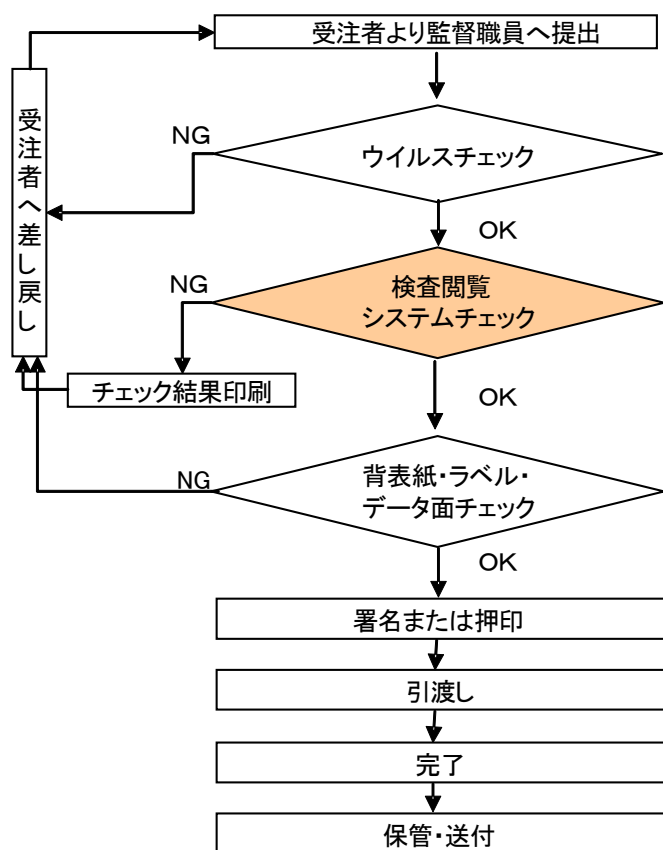 受注者より監督職員へ提出
受注者へ差し戻し
NG
ウイルスチェック
OK
NG
検査閲覧
システムチェック
チェック結果印刷
OK
NG
背表紙・ラベル・
データ面チェック
OK
署名または押印
引渡し
完了
保管・送付